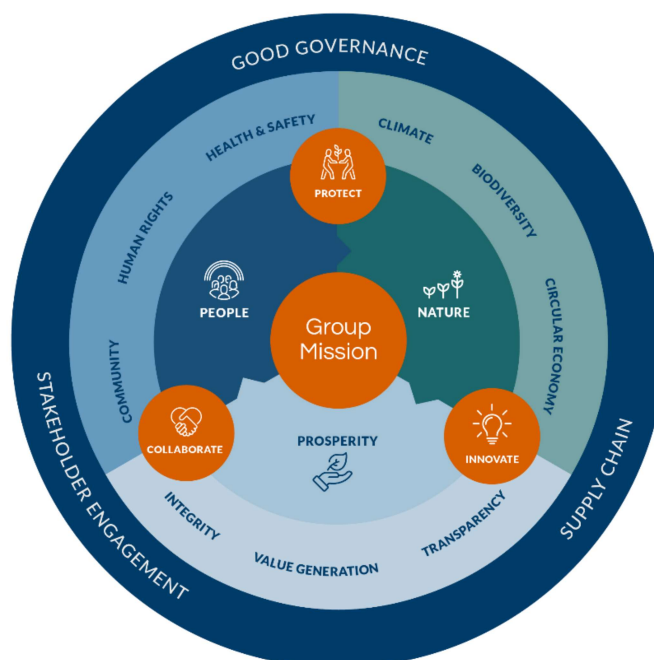 GOOD GOVERNANCE
HEALTH & SAFETY
CLIMATE
PROTECT
HUMAN RIGHTS
BIODIVERSITY
PEOPLE
NATURE
Group
Mission
CIRCULAR ECONOMY
COMMUNITY
COLLABORATE
PROSPERITY
INNOVATE
STAKEHOLDER ENGAGEMENT
SUPPLY CHAIN
INTEGRITY
VALUE GENERATION
TRANSPARENCY